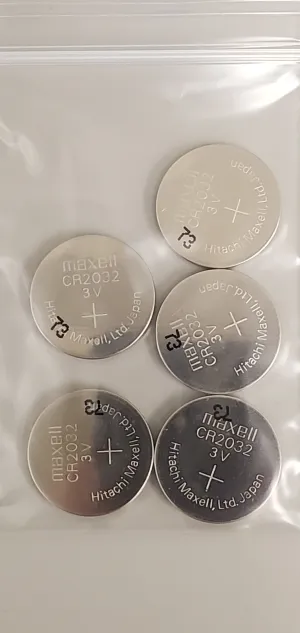 maxell
CR2032
3V
+
Hitachi Maxell, Ltd. Japan
73
maxell
CR2032
3V
+
Hitachi Maxell, Ltd. Japan
73
maxell
CR2032
3V
+
Hitachi Maxell, Ltd. Japan
73
maxell
CR2032
3V
+
Hitachi Maxell, Ltd. Japan
73
maxell
CR2032
3V
+
Hitachi Maxell, Ltd. Japan
73